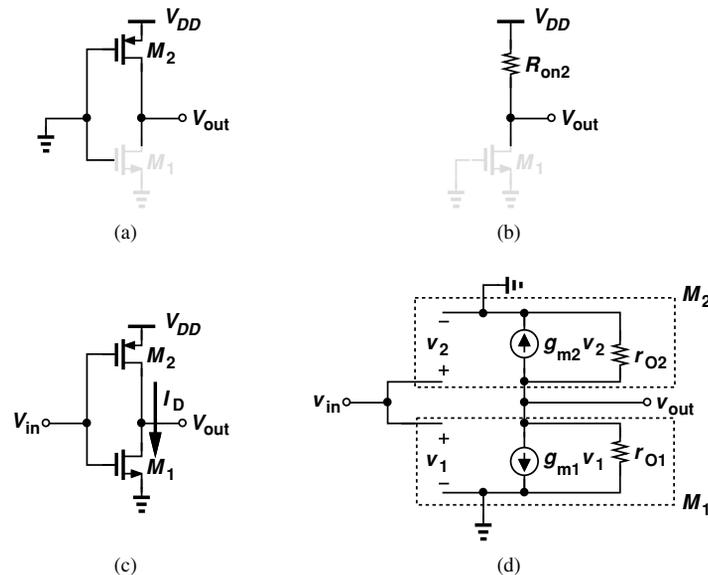 V_DD
M_2
V_out
M_1
(a)
V_DD
R_on2
V_out
M_1
(b)
V_DD
M_2
I_D
V_in
V_out
M_1
(c)
M_2
−
v_2
g_m2 v_2
r_O2
+
v_in
v_out
+
v_1
g_m1 v_1
r_O1
−
M_1
(d)